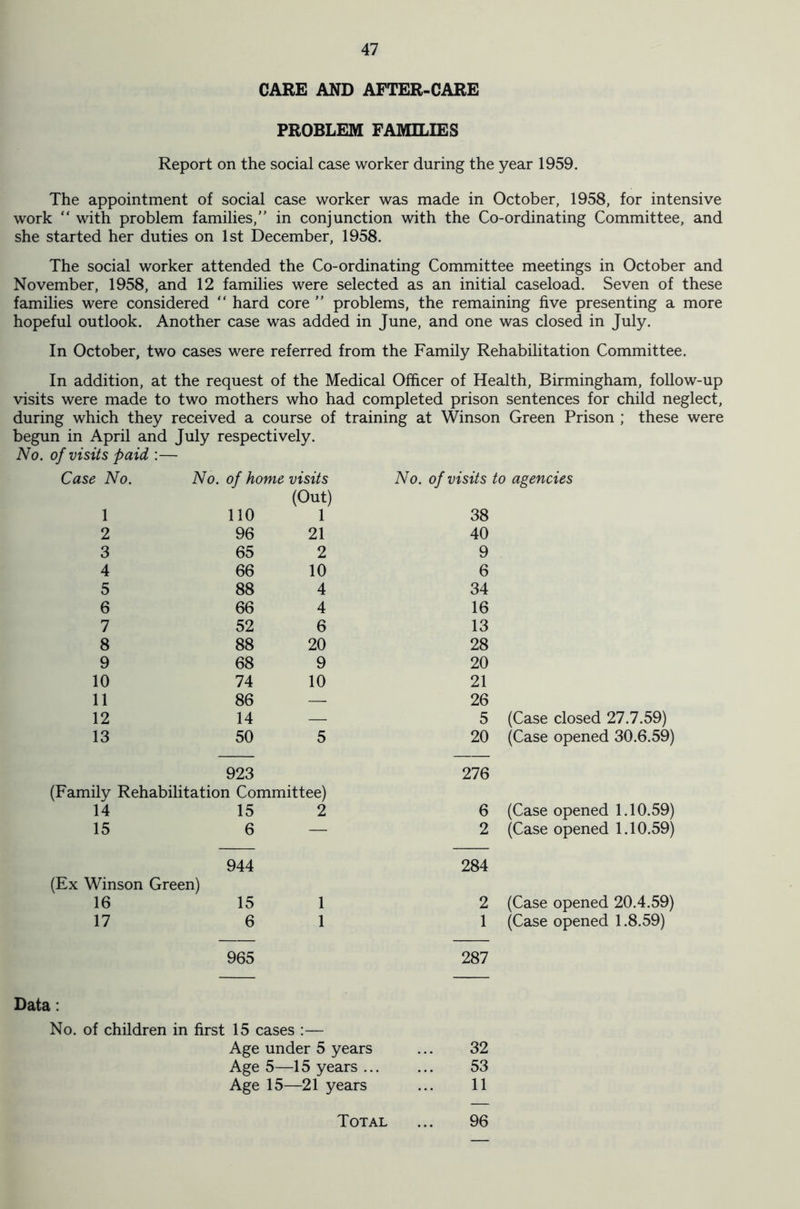 47
CARE AND AFTER-CARE
PROBLEM FAMILIES
Report on the social case worker during the year 1959.
The appointment of social case worker was made in October, 1958, for intensive
work “ with problem families,” in conjunction with the Co-ordinating Committee, and
she started her duties on 1st December, 1958.
The social worker attended the Co-ordinating Committee meetings in October and
November, 1958, and 12 families were selected as an initial caseload. Seven of these
families were considered “ hard core ” problems, the remaining five presenting a more
hopeful outlook. Another case was added in June, and one was closed in July.
In October, two cases were referred from the Family Rehabilitation Committee.
In addition, at the request of the Medical Officer of Health, Birmingham, follow-up
visits were made to two mothers who had completed prison sentences for child neglect,
during which they received a course of training at Winson Green Prison ; these were
begun in April and July respectively.
No. of visits paid :—
Case No. No. of home visits No. of visits to agencies
(Out)
1 110 1 38
2 96 21 40
3 65 2 9
4 66 10 6
5 88 4 34
6 66 4 16
7 52 6 13
8 88 20 28
9 68 9 20
10 74 10 21
11 86 — 26
12 14 — 5 (Case closed 27.7.59)
13 50 5 20 (Case opened 30.6.59)
923 276
(Family Rehabilitation Committee)
14 15 2 6 (Case opened 1.10.59)
15 6 — 2 (Case opened 1.10.59)
944 284
(Ex Winson Green)
16 15 1 2 (Case opened 20.4.59)
17 6 1 1 (Case opened 1.8.59)
965 287
Data :
No. of children in first 15 cases :—
Age under 5 years ... 32
Age 5—15 years ... ... 53
Age 15—21 years ... 11
Total ... 96